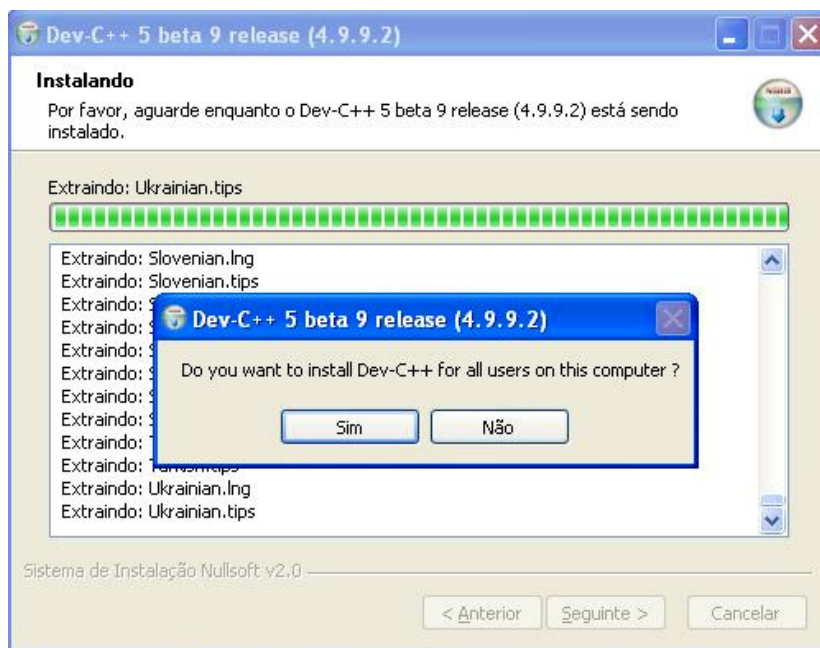 Dev-C++ 5 beta 9 release (4.9.9.2)
Instalando
Por favor, aguarde enquanto o Dev-C++ 5 beta 9 release (4.9.9.2) está sendo
instalado.
Extraindo: Ukrainian.tips
Extraindo: Slovenian.lng
Extraindo: Slovenian.tips
Extraindo:
Extraindo:
Extraindo:
Extraindo:
Extraindo:
Extraindo:
Extraindo:
Extraindo:
Extraindo: Ukrainian.lng
Extraindo: Ukrainian.tips
Dev-C++ 5 beta 9 release (4.9.9.2)
Do you want to install Dev-C++ for all users on this computer ?
Sim Não
Sistema de Instalação Nullsoft v2.0
< Anterior Seguinte > Cancelar